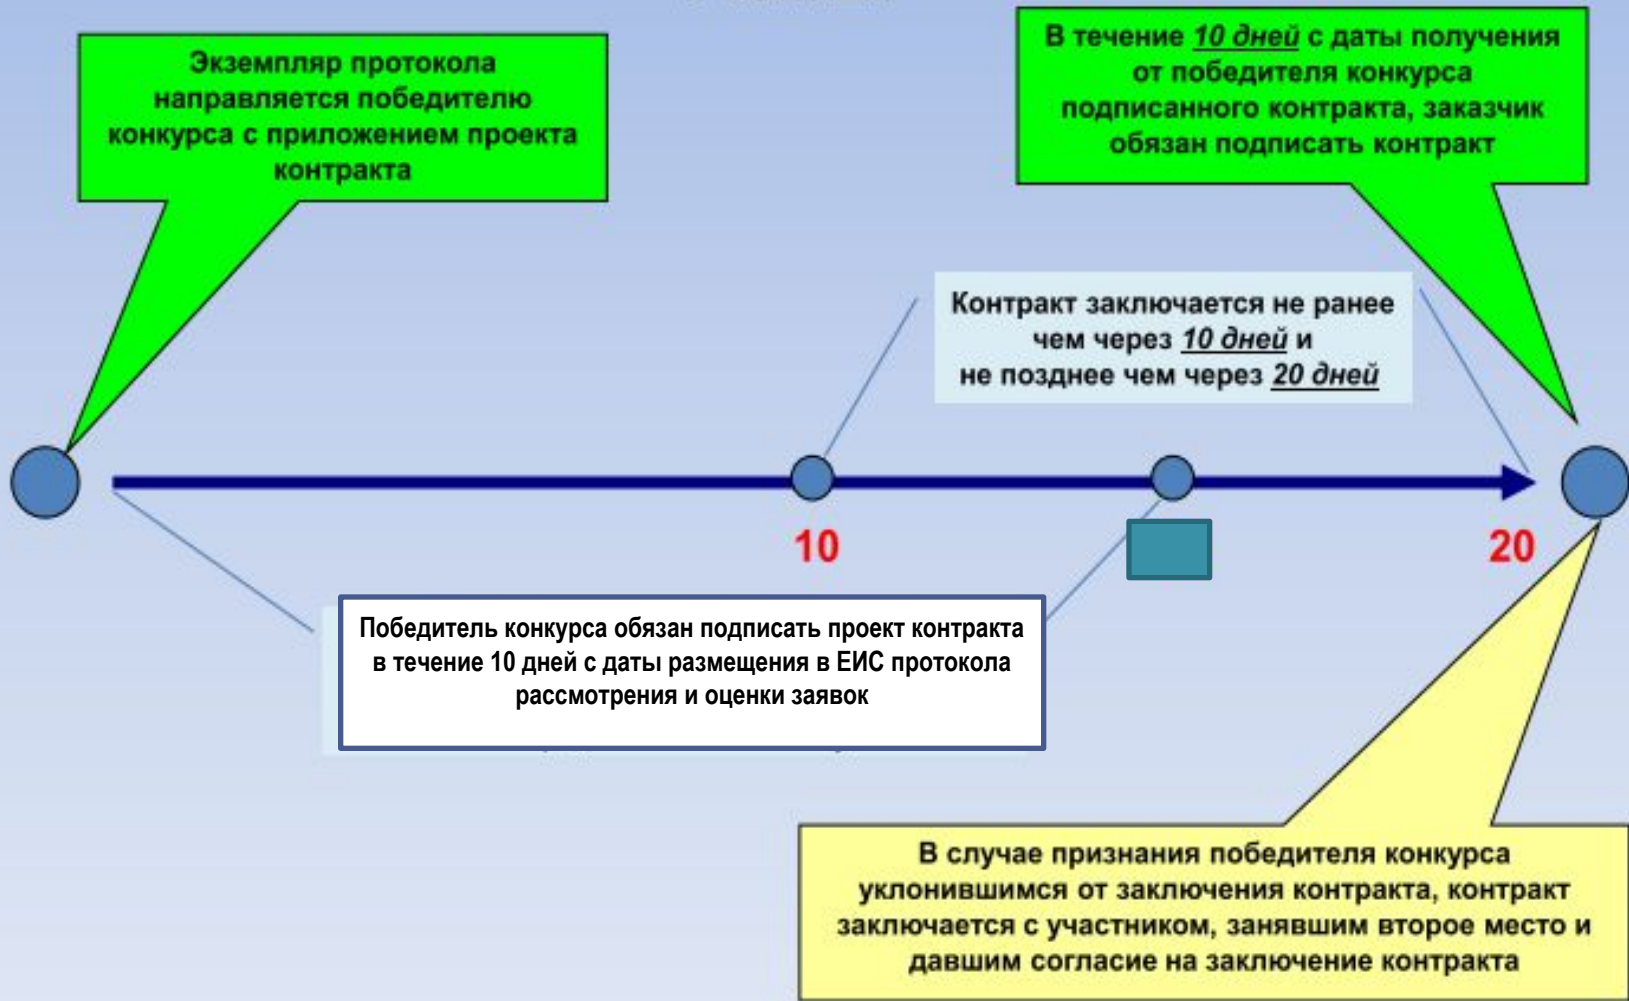 Экземпляр протокола
направляется победителю
конкурса с приложением проекта
контракта
В течение 10 дней с даты получения
от победителя конкурса
подписанного контракта, заказчик
обязан подписать контракт
Контракт заключается не ранее
чем через 10 дней и
не позднее чем через 20 дней
10
20
Победитель конкурса обязан подписать проект контракта
в течение 10 дней с даты размещения в ЕИС протокола
рассмотрения и оценки заявок
В случае признания победителя конкурса
уклонившимся от заключения контракта, контракт
заключается с участником, занявшим второе место и
давшим согласие на заключение контракта